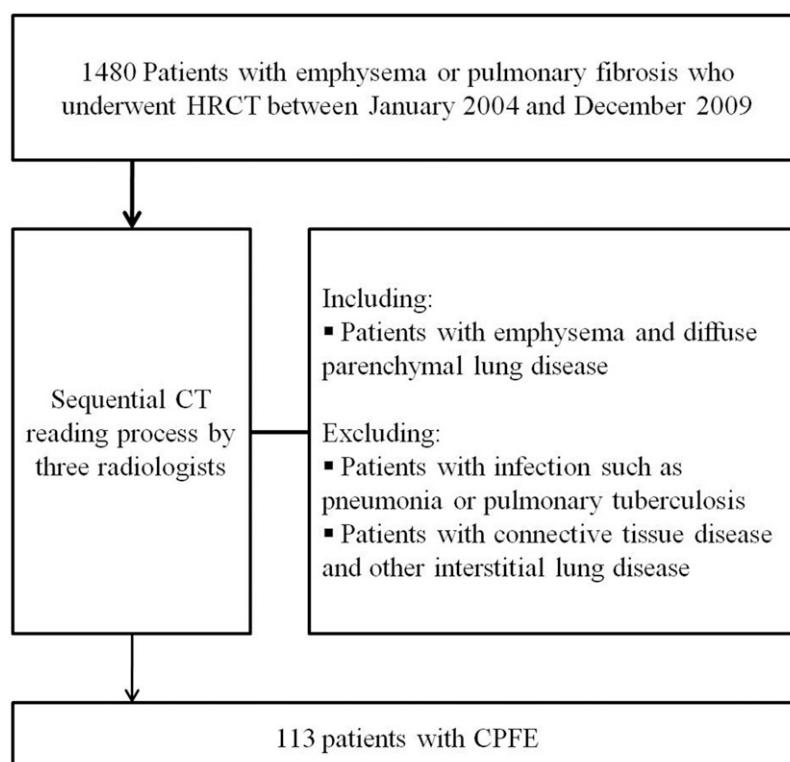 1480 Patients with emphysema or pulmonary fibrosis who
underwent HRCT between January 2004 and December 2009
Sequential CT
reading process by
three radiologists
Including:
▪ Patients with emphysema and diffuse
parenchymal lung disease
Excluding:
▪ Patients with infection such as
pneumonia or pulmonary tuberculosis
▪ Patients with connective tissue disease
and other interstitial lung disease
113 patients with CPFE